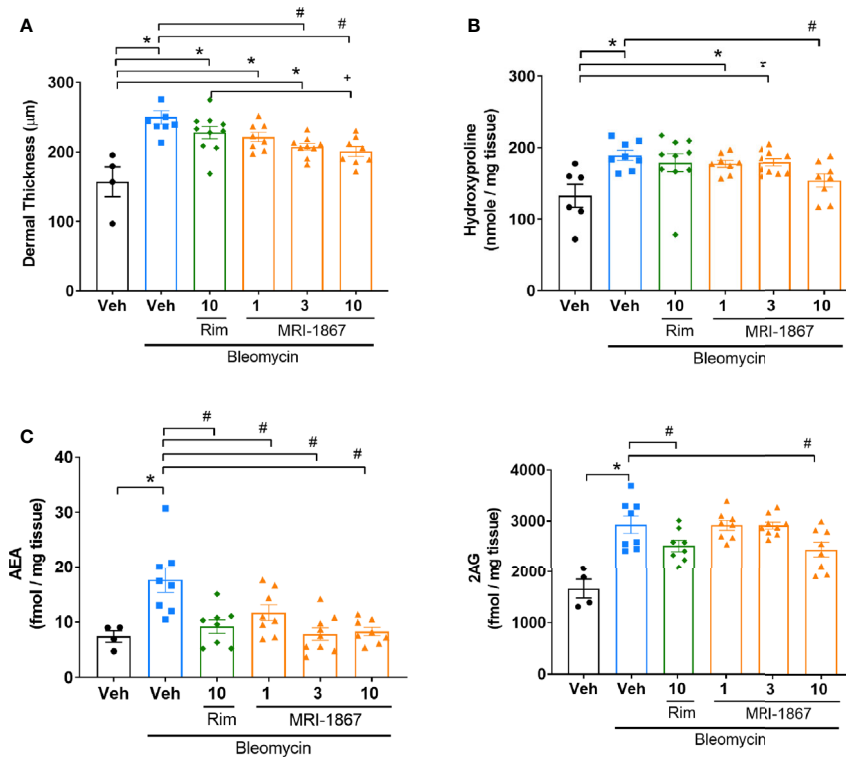 A
# #
* * * * +
Dermal Thickness (µm)
300
200
100
0
Veh Veh 10 1 3 10
Rim MRI-1867
Bleomycin
B
#
* *
Hydroxyproline
(nmole / mg tissue)
300
200
100
0
Veh Veh 10 1 3 10
Rim MRI-1867
Bleomycin
C
# # # #
*
AEA
(fmol / mg tissue)
40
30
20
10
0
Veh Veh 10 1 3 10
Rim MRI-1867
Bleomycin
# #
*
2AG
(fmol / mg tissue)
4000
3000
2000
1000
0
Veh Veh 10 1 3 10
Rim MRI-1867
Bleomycin